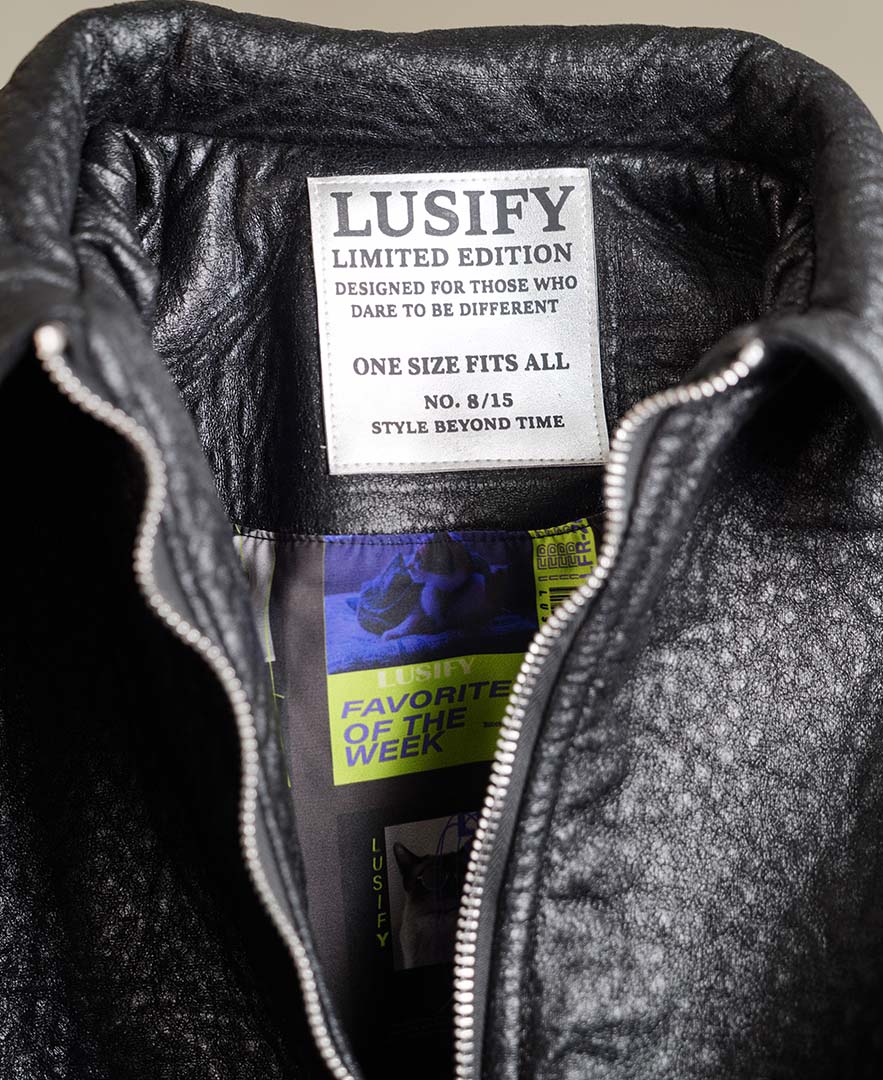 LUSIFY
LIMITED EDITION
DESIGNED FOR THOSE WHO
DARE TO BE DIFFERENT
ONE SIZE FITS ALL
NO. 8/15
STYLE BEYOND TIME
LUSIFY
FAVORITE
OF THE
WEEK
LUSIFY